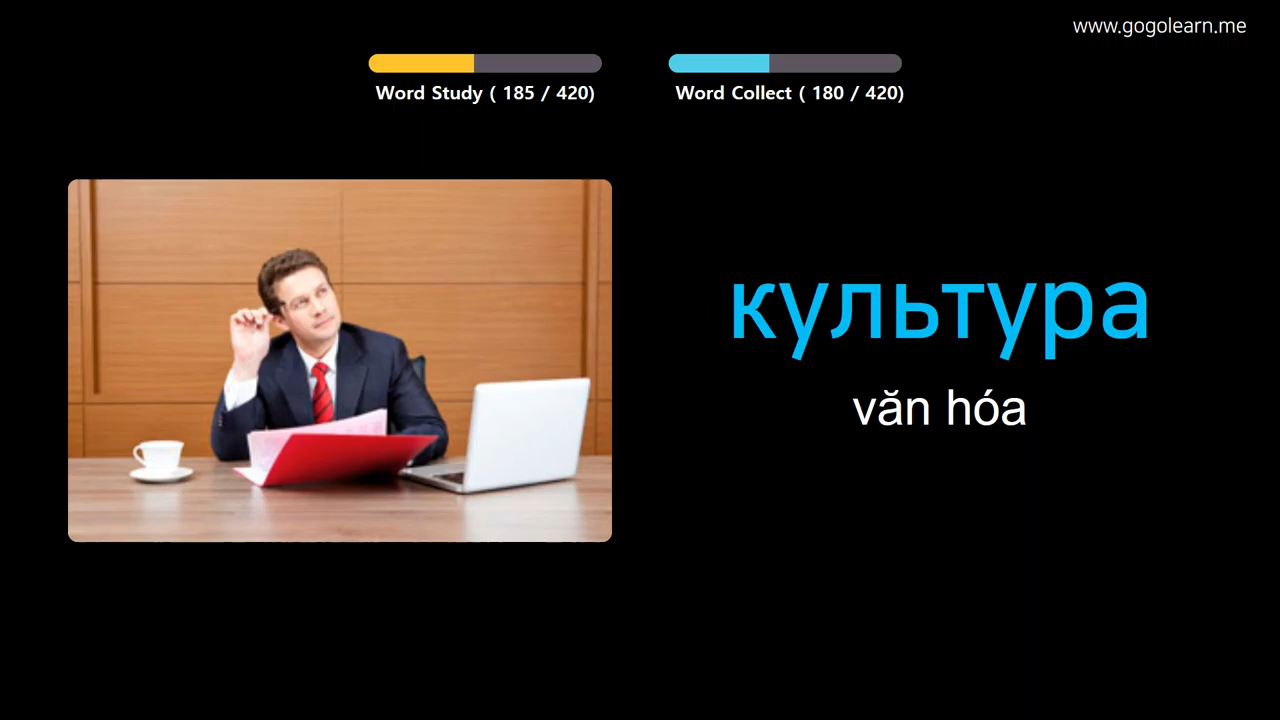 www.gogolearn.me
Word Study ( 185 / 420)
Word Collect ( 180 / 420)
культура
văn hóa